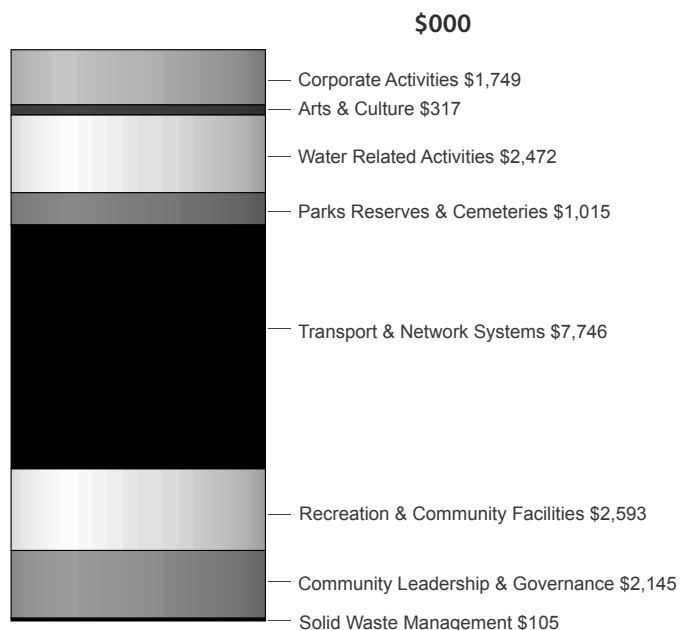 $000
Corporate Activities $1,749
Arts & Culture $317
Water Related Activities $2,472
Parks Reserves & Cemeteries $1,015
Transport & Network Systems $7,746
Recreation & Community Facilities $2,593
Community Leadership & Governance $2,145
Solid Waste Management $105